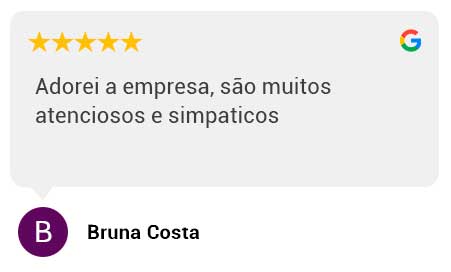 Adorei a empresa, são muitos
atenciosos e simpaticos
B
Bruna Costa